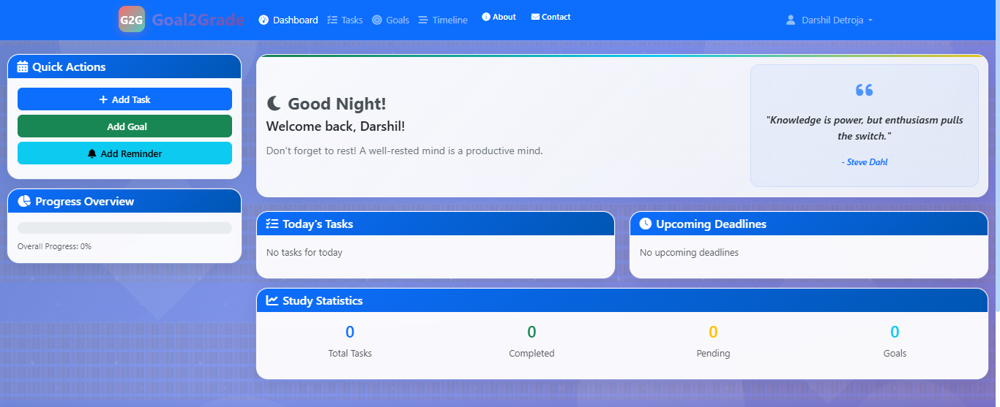 G2G Goal2Grade Dashboard Tasks Goals Timeline About Contact Darshil Detroja
Quick Actions
Add Task
Add Goal
Add Reminder
Progress Overview
Overall Progress: 0%
Good Night!
Welcome back, Darshil!
Don't forget to rest! A well-rested mind is a productive mind.
"Knowledge is power, but enthusiasm pulls
the switch."
- Steve Dahl
Today's Tasks
No tasks for today
Upcoming Deadlines
No upcoming deadlines
Study Statistics
0 0 0 0
Total Tasks Completed Pending Goals